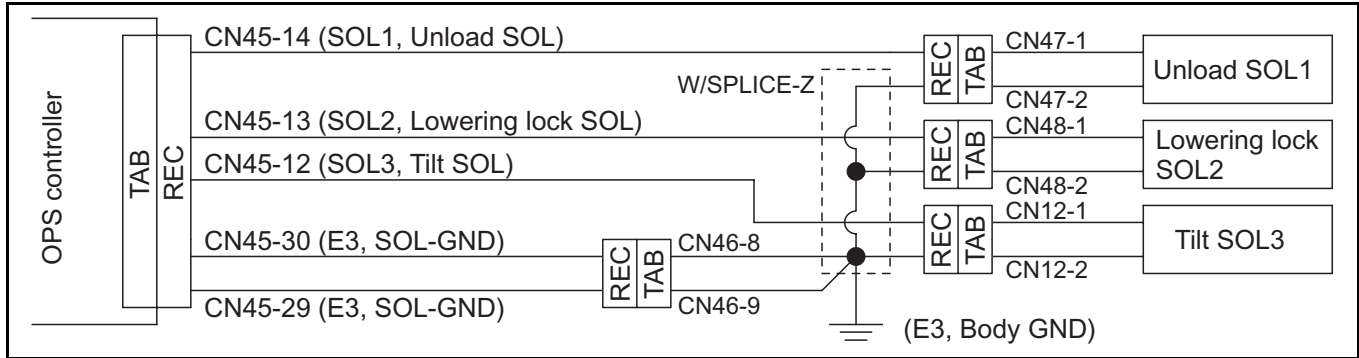 OPS controller
TAB
REC
CN45-14 (SOL1, Unload SOL)
CN45-13 (SOL2, Lowering lock SOL)
CN45-12 (SOL3, Tilt SOL)
CN45-30 (E3, SOL-GND)
CN45-29 (E3, SOL-GND)
REC
TAB
CN46-8
CN46-9
W/SPLICE-Z
REC
TAB
CN47-1
CN47-2
Unload SOL1
REC
TAB
CN48-1
CN48-2
Lowering lock
SOL2
REC
TAB
CN12-1
CN12-2
Tilt SOL3
(E3, Body GND)